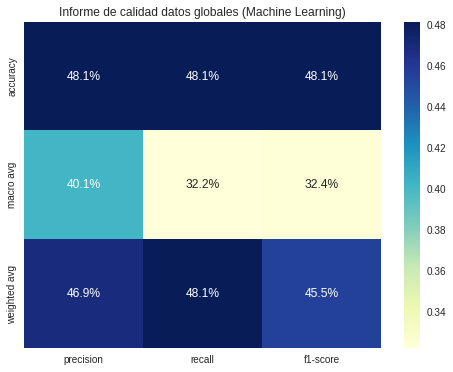 Informe de calidad datos globales (Machine Learning)
accuracy
48.1%
48.1%
48.1%
macro avg
40.1%
32.2%
32.4%
weighted avg
46.9%
48.1%
45.5%
precision
recall
f1-score
0.48
0.46
0.44
0.42
0.40
0.38
0.36
0.34